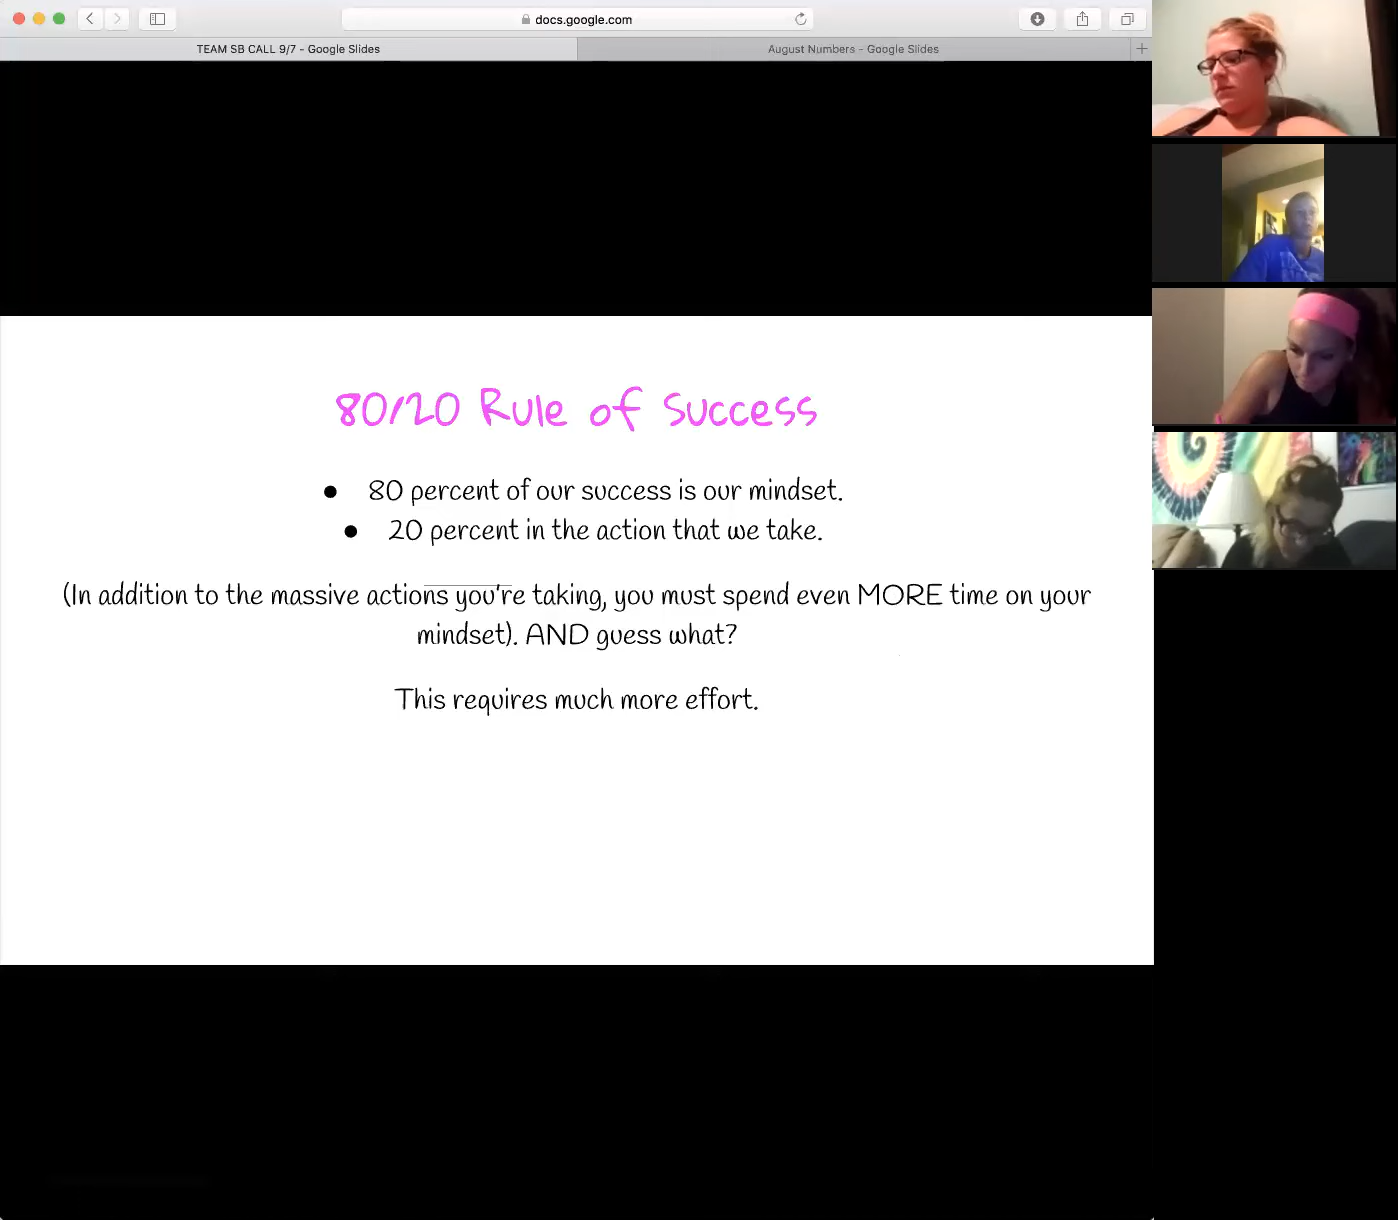 docs.google.com
TEAM SB CALL 9/7 - Google Slides
August Numbers - Google Slides
80/20 Rule of Success
● 80 percent of our success is our mindset.
● 20 percent in the action that we take.
(In addition to the massive actions you're taking, you must spend even MORE time on your
mindset). AND guess what?
This requires much more effort.